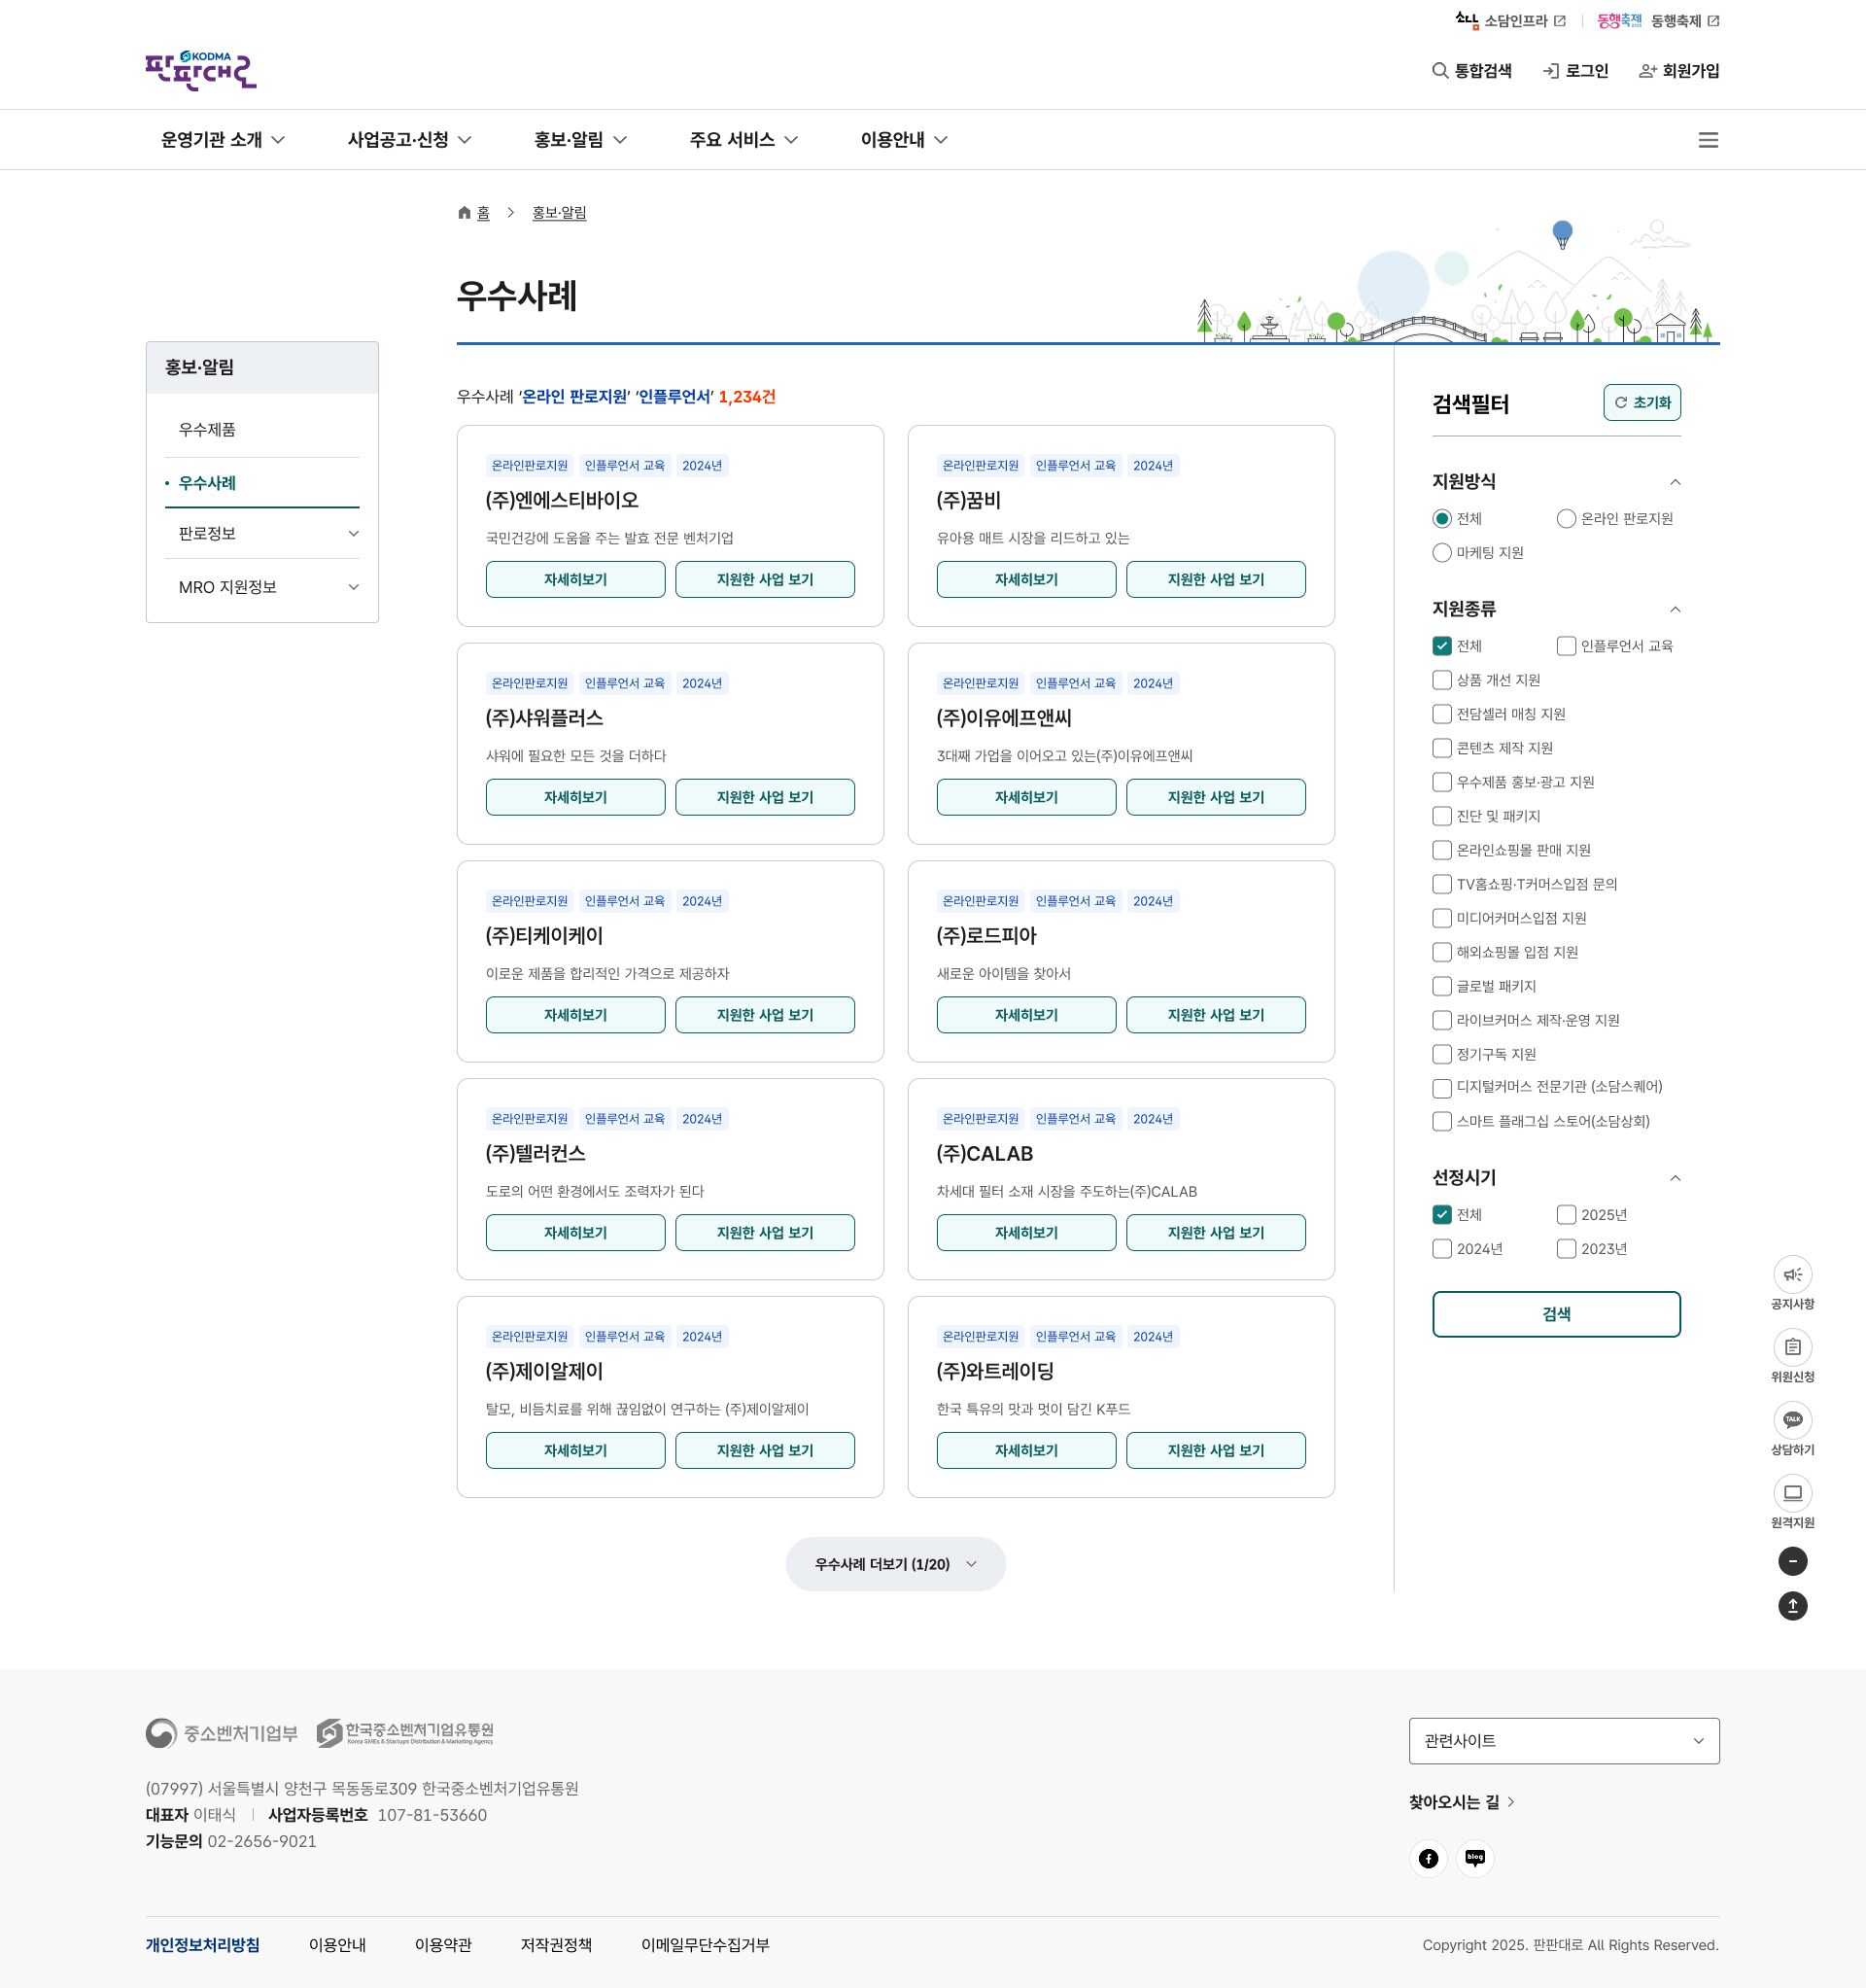 소담 소담인프라 동행축제 동행축제
KODMA
판판대로
통합검색 로그인 회원가입
운영기관 소개 사업공고·신청 홍보·알림 주요 서비스 이용안내
홈 홍보·알림
우수사례
홍보·알림
우수제품
우수사례
판로정보
MRO 지원정보
우수사례 '온라인 판로지원' '인플루언서' 1,234건
온라인판로지원 인플루언서 교육 2024년
(주)엔에스티바이오
국민건강에 도움을 주는 발효 전문 벤처기업
자세히보기 지원한 사업 보기
온라인판로지원 인플루언서 교육 2024년
(주)꿈비
유아용 매트 시장을 리드하고 있는
자세히보기 지원한 사업 보기
온라인판로지원 인플루언서 교육 2024년
(주)샤워플러스
샤워에 필요한 모든 것을 더하다
자세히보기 지원한 사업 보기
온라인판로지원 인플루언서 교육 2024년
(주)이유에프앤씨
3대째 가업을 이어오고 있는(주)이유에프앤씨
자세히보기 지원한 사업 보기
온라인판로지원 인플루언서 교육 2024년
(주)티케이케이
이로운 제품을 합리적인 가격으로 제공하자
자세히보기 지원한 사업 보기
온라인판로지원 인플루언서 교육 2024년
(주)로드피아
새로운 아이템을 찾아서
자세히보기 지원한 사업 보기
온라인판로지원 인플루언서 교육 2024년
(주)텔러컨스
도로의 어떤 환경에서도 조력자가 된다
자세히보기 지원한 사업 보기
온라인판로지원 인플루언서 교육 2024년
(주)CALAB
차세대 필터 소재 시장을 주도하는(주)CALAB
자세히보기 지원한 사업 보기
온라인판로지원 인플루언서 교육 2024년
(주)제이알제이
탈모, 비듬치료를 위해 끊임없이 연구하는 (주)제이알제이
자세히보기 지원한 사업 보기
온라인판로지원 인플루언서 교육 2024년
(주)와트레이딩
한국 특유의 맛과 멋이 담긴 K푸드
자세히보기 지원한 사업 보기
우수사례 더보기 (1/20)
검색필터 초기화
지원방식
전체 온라인 판로지원
마케팅 지원
지원종류
전체 인플루언서 교육
상품 개선 지원
전담셀러 매칭 지원
콘텐츠 제작 지원
우수제품 홍보·광고 지원
진단 및 패키지
온라인쇼핑몰 판매 지원
TV홈쇼핑·T커머스입점 문의
미디어커머스입점 지원
해외쇼핑몰 입점 지원
글로벌 패키지
라이브커머스 제작·운영 지원
정기구독 지원
디지털커머스 전문기관 (소담스퀘어)
스마트 플래그십 스토어(소담상회)
선정시기
전체 2025년
2024년 2023년
검색
공지사항
위원신청
TALK
상담하기
원격지원
중소벤처기업부 한국중소벤처기업유통원
Korea SMEs & Startups Distribution & Marketing Agency
(07997) 서울특별시 양천구 목동동로309 한국중소벤처기업유통원
대표자 이태식 사업자등록번호 107-81-53660
기능문의 02-2656-9021
관련사이트
찾아오시는 길
blog
개인정보처리방침 이용안내 이용약관 저작권정책 이메일무단수집거부
Copyright 2025. 판판대로 All Rights Reserved.